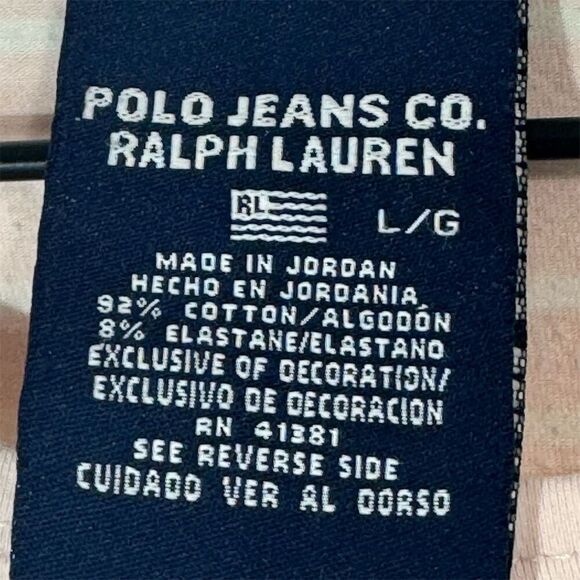 POLO JEANS CO.
RALPH LAUREN
RL L/G
MADE IN JORDAN
HECHO EN JORDANIA
92% COTTON/ALGODÓN
8% ELASTANE/ELASTANO
EXCLUSIVE OF DECORATION/
EXCLUSIVO DE DECORACION
RN 41381
SEE REVERSE SIDE
CUIDADO VER AL DORSO